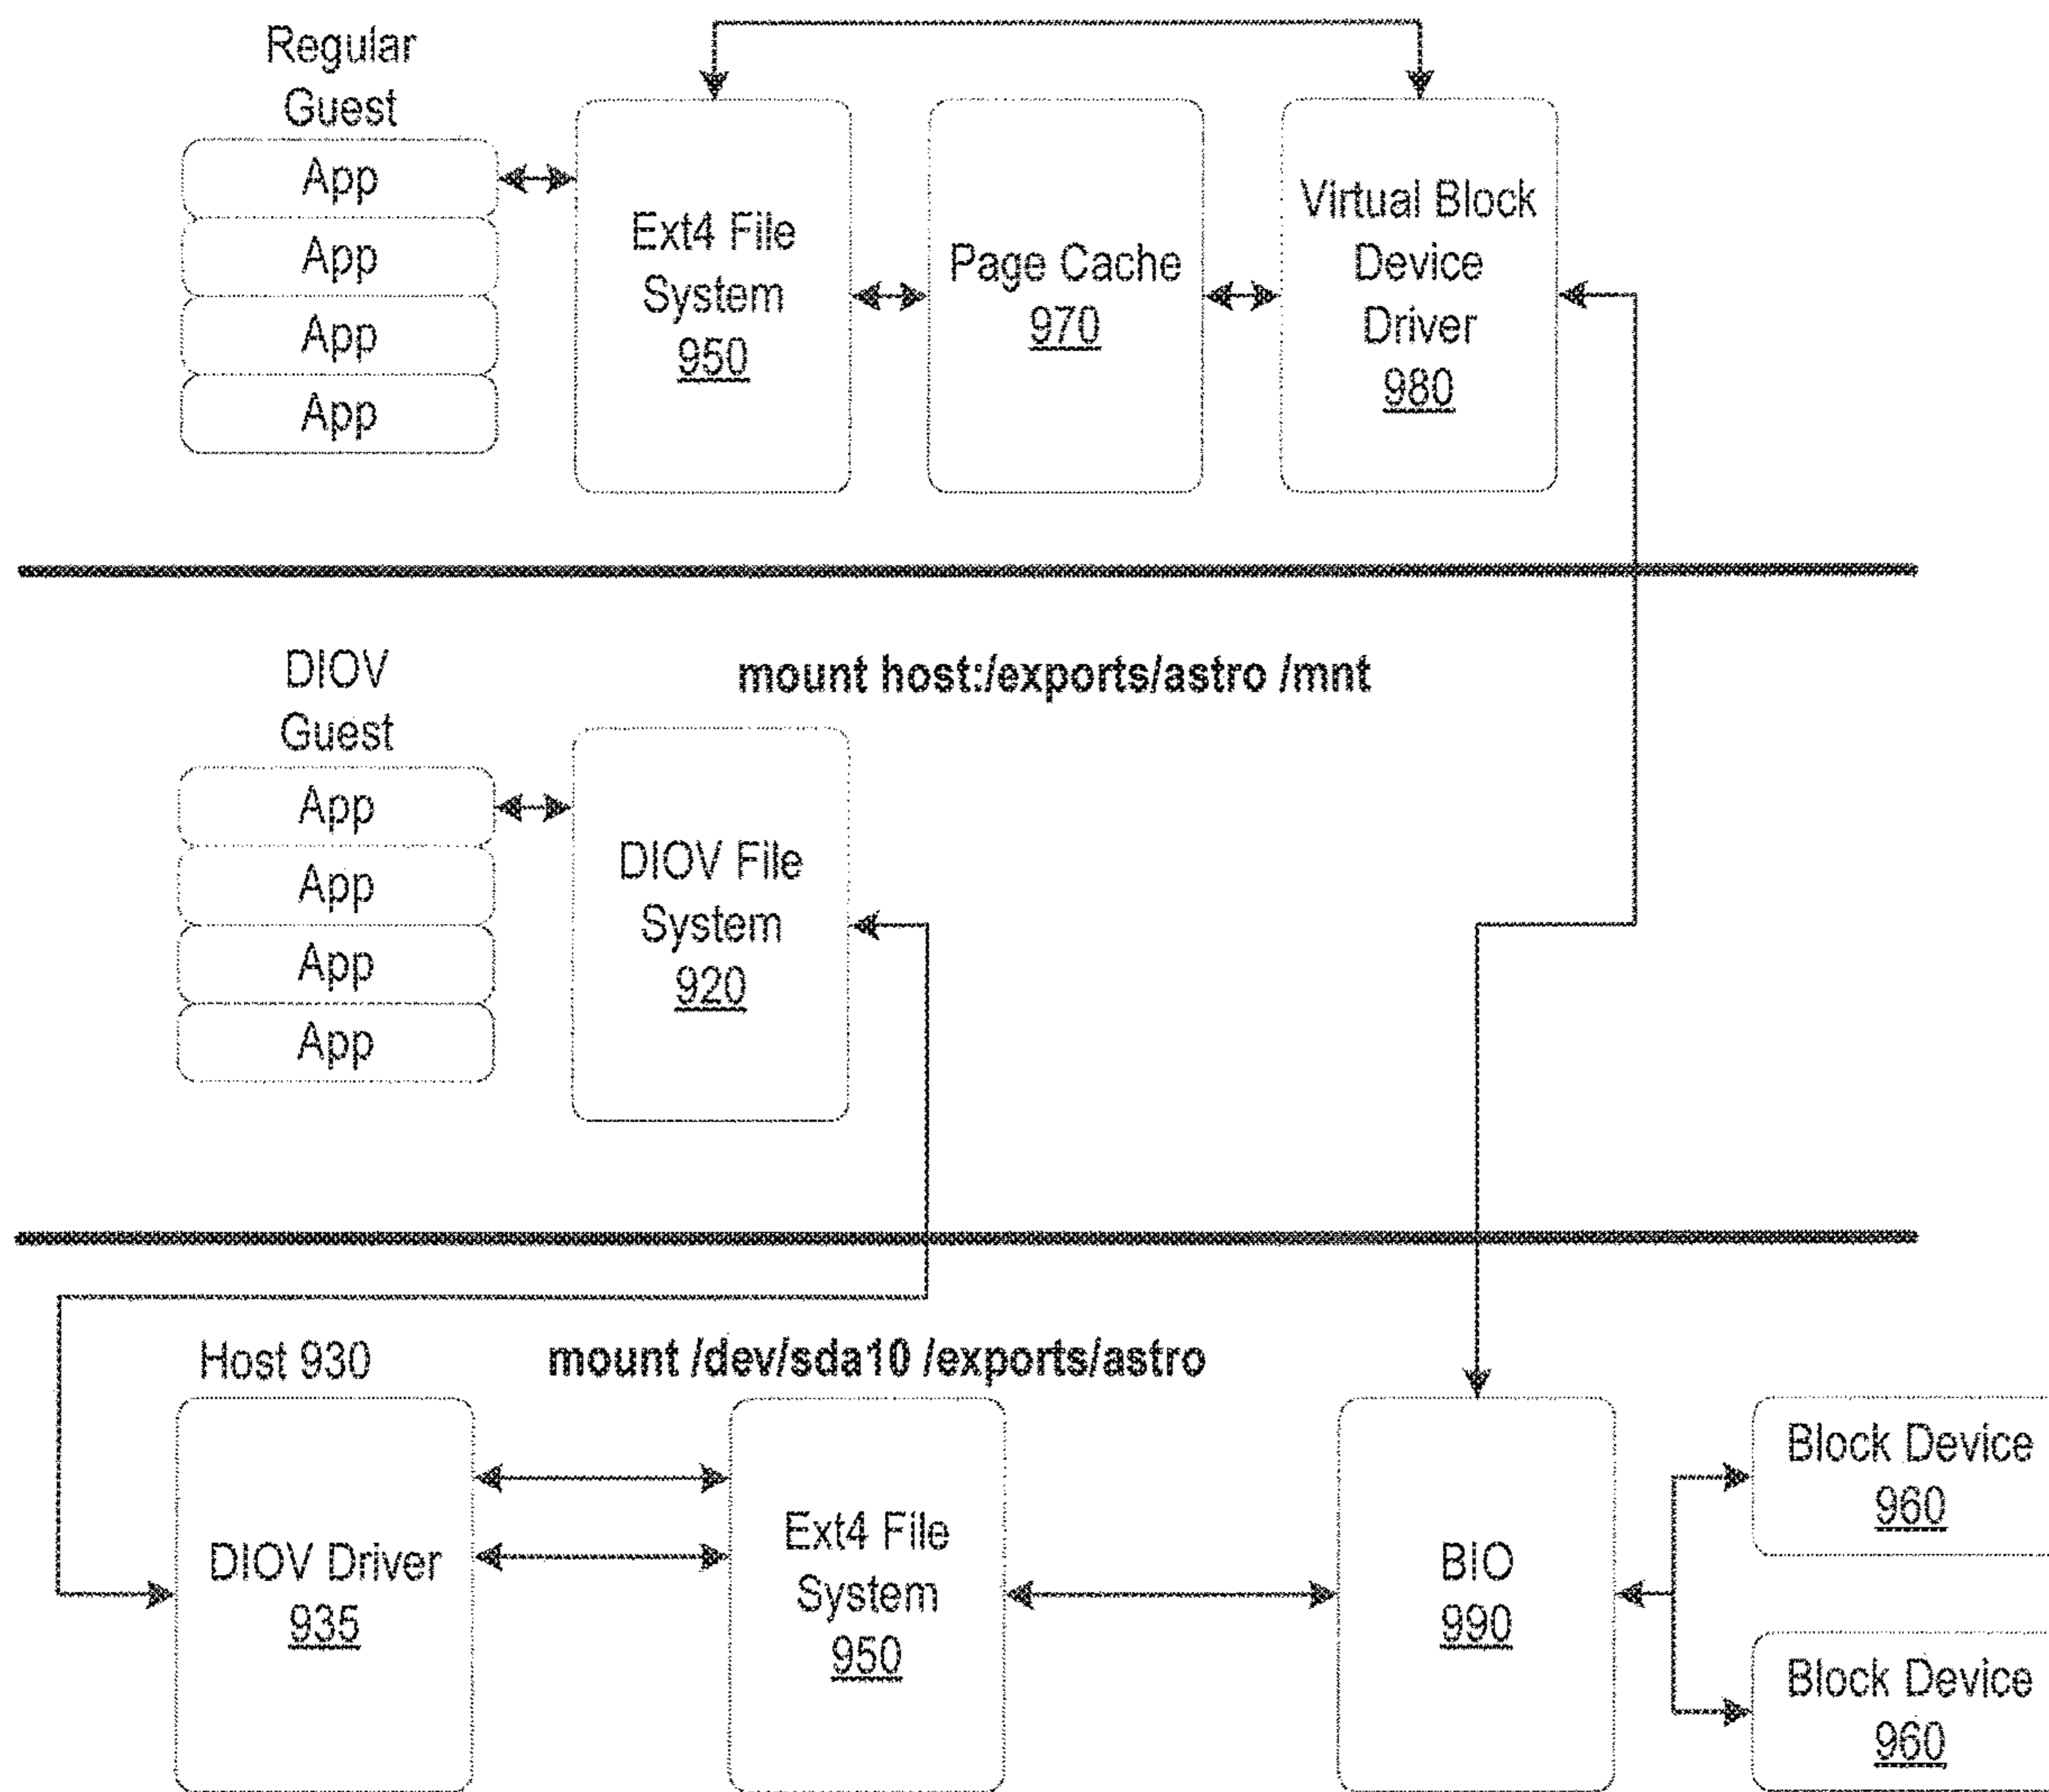 Regular
Guest
App
App
App
App
Ext4 File
System
950
Page Cache
970
Virtual Block
Device
Driver
980
DIOV
Guest
mount host:/exports/astro /mnt
App
App
App
App
DIOV File
System
920
Host 930
mount /dev/sda10 /exports/astro
DIOV Driver
935
Ext4 File
System
950
BIO
990
Block Device
960
Block Device
960